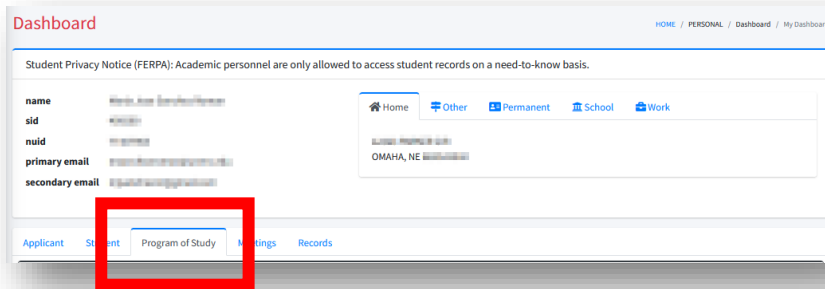 Dashboard
HOME / PERSONAL / Dashboard / My Dashboar
Student Privacy Notice (FERPA): Academic personnel are only allowed to access student records on a need-to-know basis.
name
sid
nuid
primary email
secondary email
Home Other Permanent School Work
OMAHA, NE
Applicant Student Program of Study Meetings Records